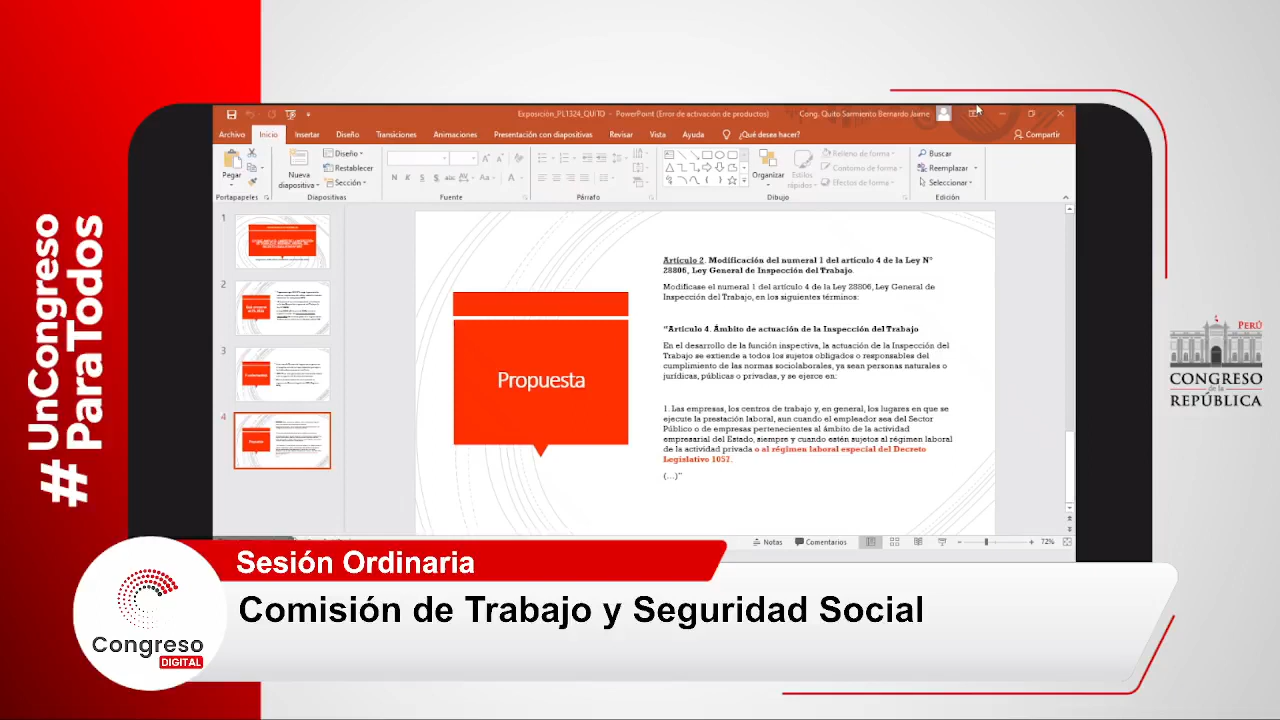 #UnCongreso
ParaTodos
Exposición_PL1324_QUITO - PowerPoint (Error de activación de productos)
Cong. Quito Sarmiento Bernardo Jaime
Archivo
Inicio
Insertar
Diseño
Transiciones
Animaciones
Presentación con diapositivas
Revisar
Vista
Ayuda
¿Qué desea hacer?
Compartir
Pegar
Nueva
diapositiva
Diseño
Restablecer
Sección
Organizar
Estilos
rápidos
Relleno de forma
Contorno de forma
Efectos de forma
Buscar
Reemplazar
Seleccionar
Portapapeles
Diapositivas
Fuente
Párrafo
Dibujo
Edición
1
2
3
4
Propuesta
Artículo 2. Modificación del numeral 1 del artículo 4 de la Ley N°
28806, Ley General de Inspección del Trabajo.
Modifícase el numeral 1 del artículo 4 de la Ley 28806, Ley General de
Inspección del Trabajo, en los siguientes términos:
"Artículo 4. Ámbito de actuación de la Inspección del Trabajo
En el desarrollo de la función inspectiva, la actuación de la Inspección del
Trabajo se extiende a todos los sujetos obligados o responsables del
cumplimiento de las normas sociolaborales, ya sean personas naturales o
jurídicas, públicas o privadas, y se ejerce en:
1. Las empresas, los centros de trabajo y, en general, los lugares en que se
ejecute la prestación laboral, aun cuando el empleador sea del Sector
Público o de empresas pertenecientes al ámbito de la actividad
empresarial del Estado, siempre y cuando estén sujetos al régimen laboral
de la actividad privada o al régimen laboral especial del Decreto
Legislativo 1057.
(...)"
Notas
Comentarios
72%
PERÚ
CONGRESO
de la
REPÚBLICA
Sesión Ordinaria
Comisión de Trabajo y Seguridad Social
Congreso
DIGITAL